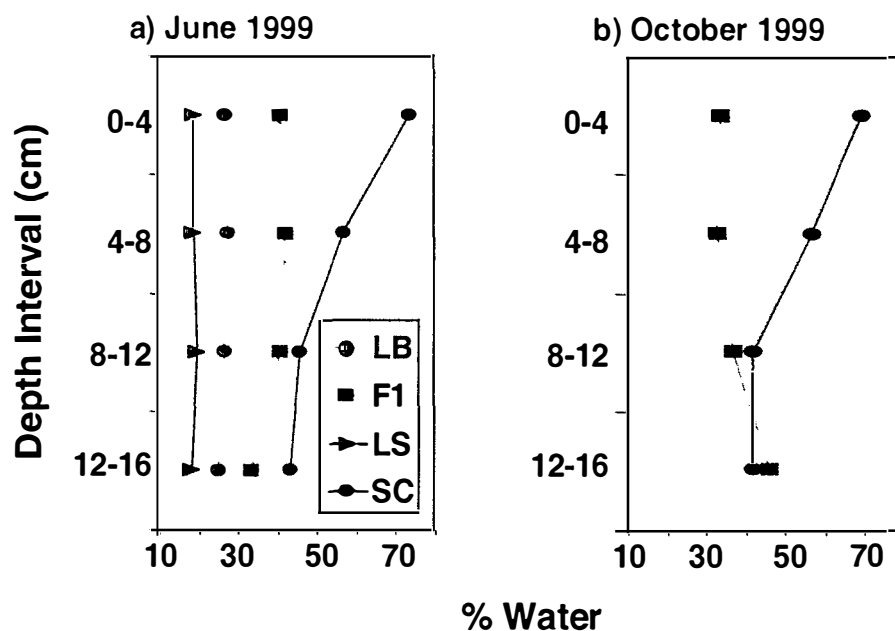 a) June 1999
b) October 1999
Depth Interval (cm)
0-4
4-8
8-12
12-16
LB
F1
LS
SC
10 30 50 70
0-4
4-8
8-12
12-16
10 30 50 70
% Water